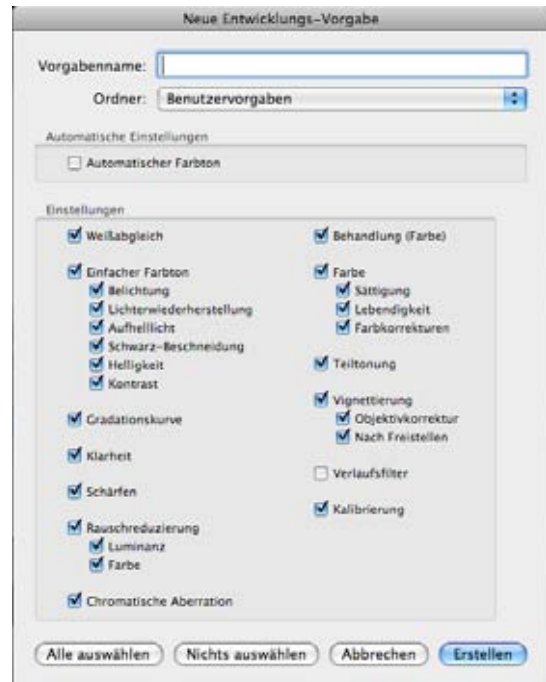 Neue Entwicklungs-Vorgabe
Vorgabenname:
Ordner: Benutzervorgaben
Automatische Einstellungen
Automatischer Farbton
Einstellungen
Weißabgleich
Einfacher Farbton
Belichtung
Lichterwiederherstellung
Aufhelllicht
Schwarz-Beschneidung
Helligkeit
Kontrast
Gradationskurve
Klarheit
Schärfen
Rauschreduzierung
Luminanz
Farbe
Chromatische Aberration
Behandlung (Farbe)
Farbe
Sättigung
Lebendigkeit
Farbkorrekturen
Teiltonung
Vignettierung
Objektivkorrektur
Nach Freistellen
Verlaufsfilter
Kalibrierung
Alle auswählen Nichts auswählen Abbrechen Erstellen